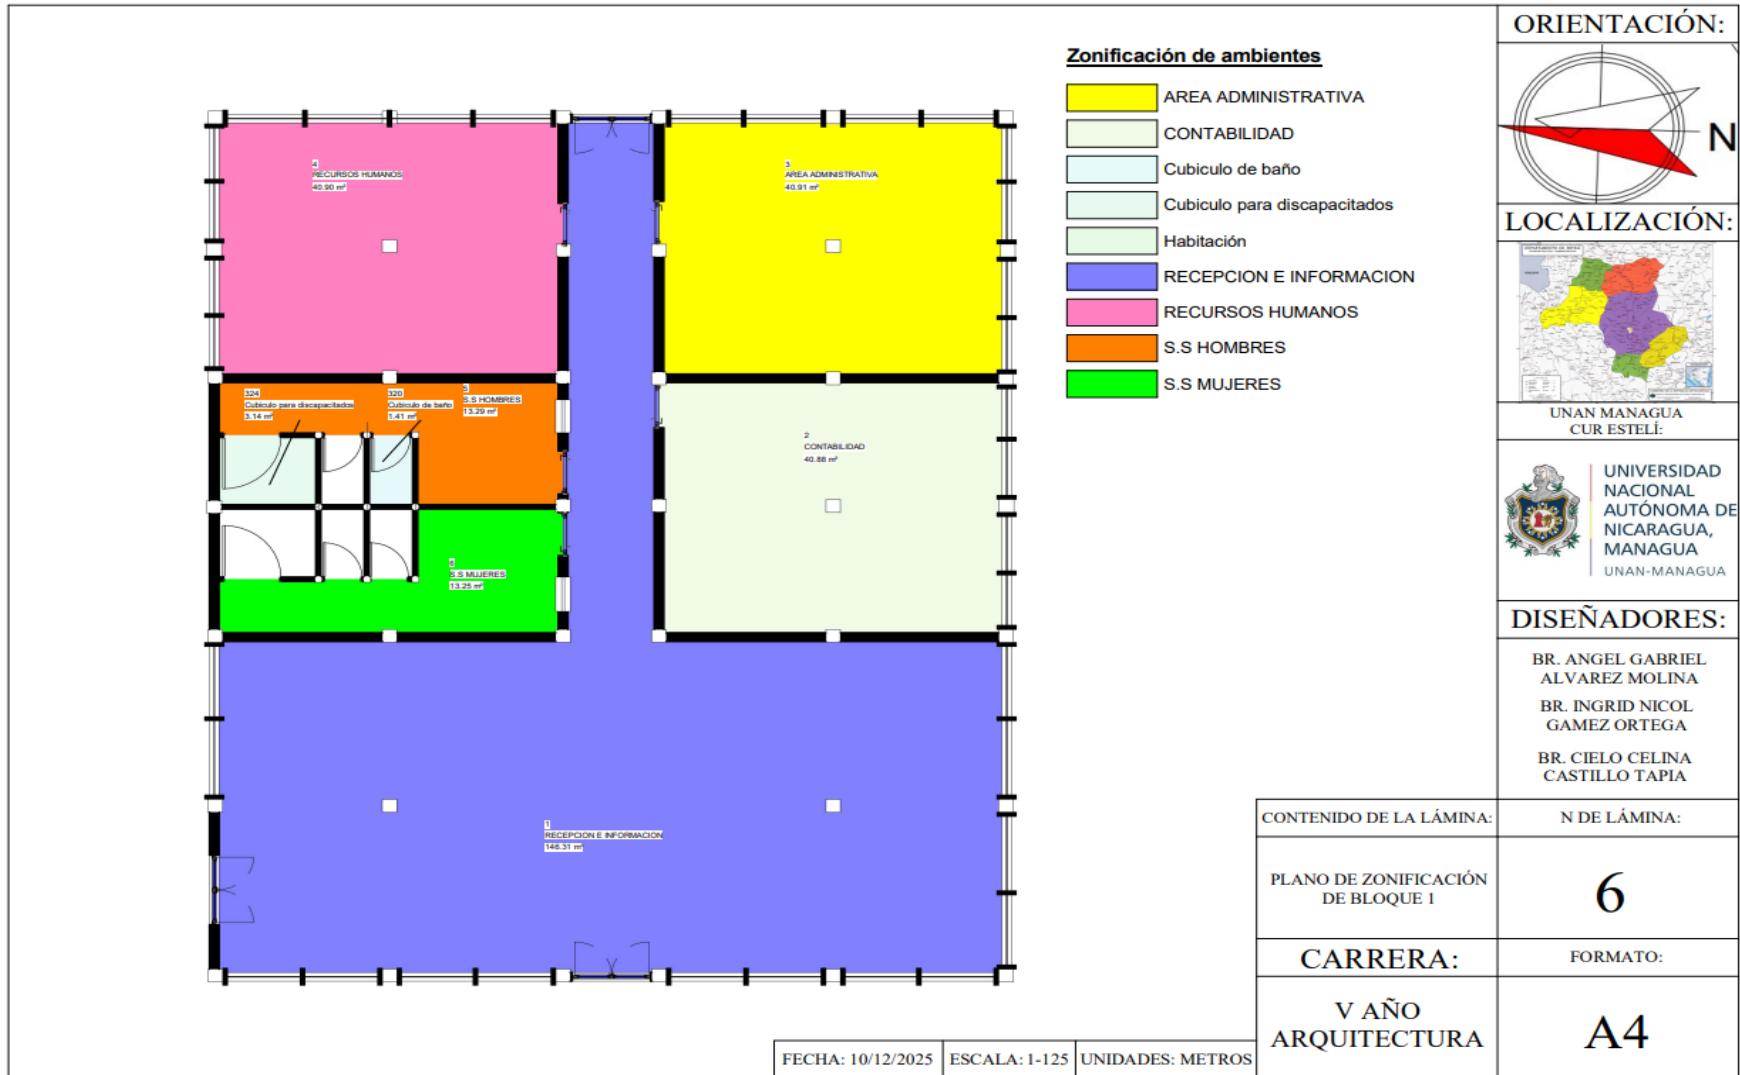 Zonificación de ambientes
AREA ADMINISTRATIVA
CONTABILIDAD
Cubiculo de baño
Cubiculo para discapacitados
Habitación
RECEPCION E INFORMACION
RECURSOS HUMANOS
S.S HOMBRES
S.S MUJERES
4
RECURSOS HUMANOS
40.90 m²
3
AREA ADMINISTRATIVA
40.91 m²
324
Cubiculo para discapacitados
3.14 m²
320
Cubiculo de baño
1.41 m²
5
S.S HOMBRES
13.29 m²
2
CONTABILIDAD
40.88 m²
6
S.S MUJERES
13.25 m²
1
RECEPCION E INFORMACION
146.31 m²
ORIENTACIÓN:
N
LOCALIZACIÓN:
UNAN MANAGUA
CUR ESTELÍ:
UNIVERSIDAD
NACIONAL
AUTÓNOMA DE
NICARAGUA,
MANAGUA
UNAN-MANAGUA
DISEÑADORES:
BR. ANGEL GABRIEL
ALVAREZ MOLINA
BR. INGRID NICOL
GAMEZ ORTEGA
BR. CIELO CELINA
CASTILLO TAPIA
CONTENIDO DE LA LÁMINA:
N DE LÁMINA:
PLANO DE ZONIFICACIÓN
DE BLOQUE 1
6
CARRERA:
FORMATO:
V AÑO
ARQUITECTURA
A4
FECHA: 10/12/2025
ESCALA: 1-125
UNIDADES: METROS